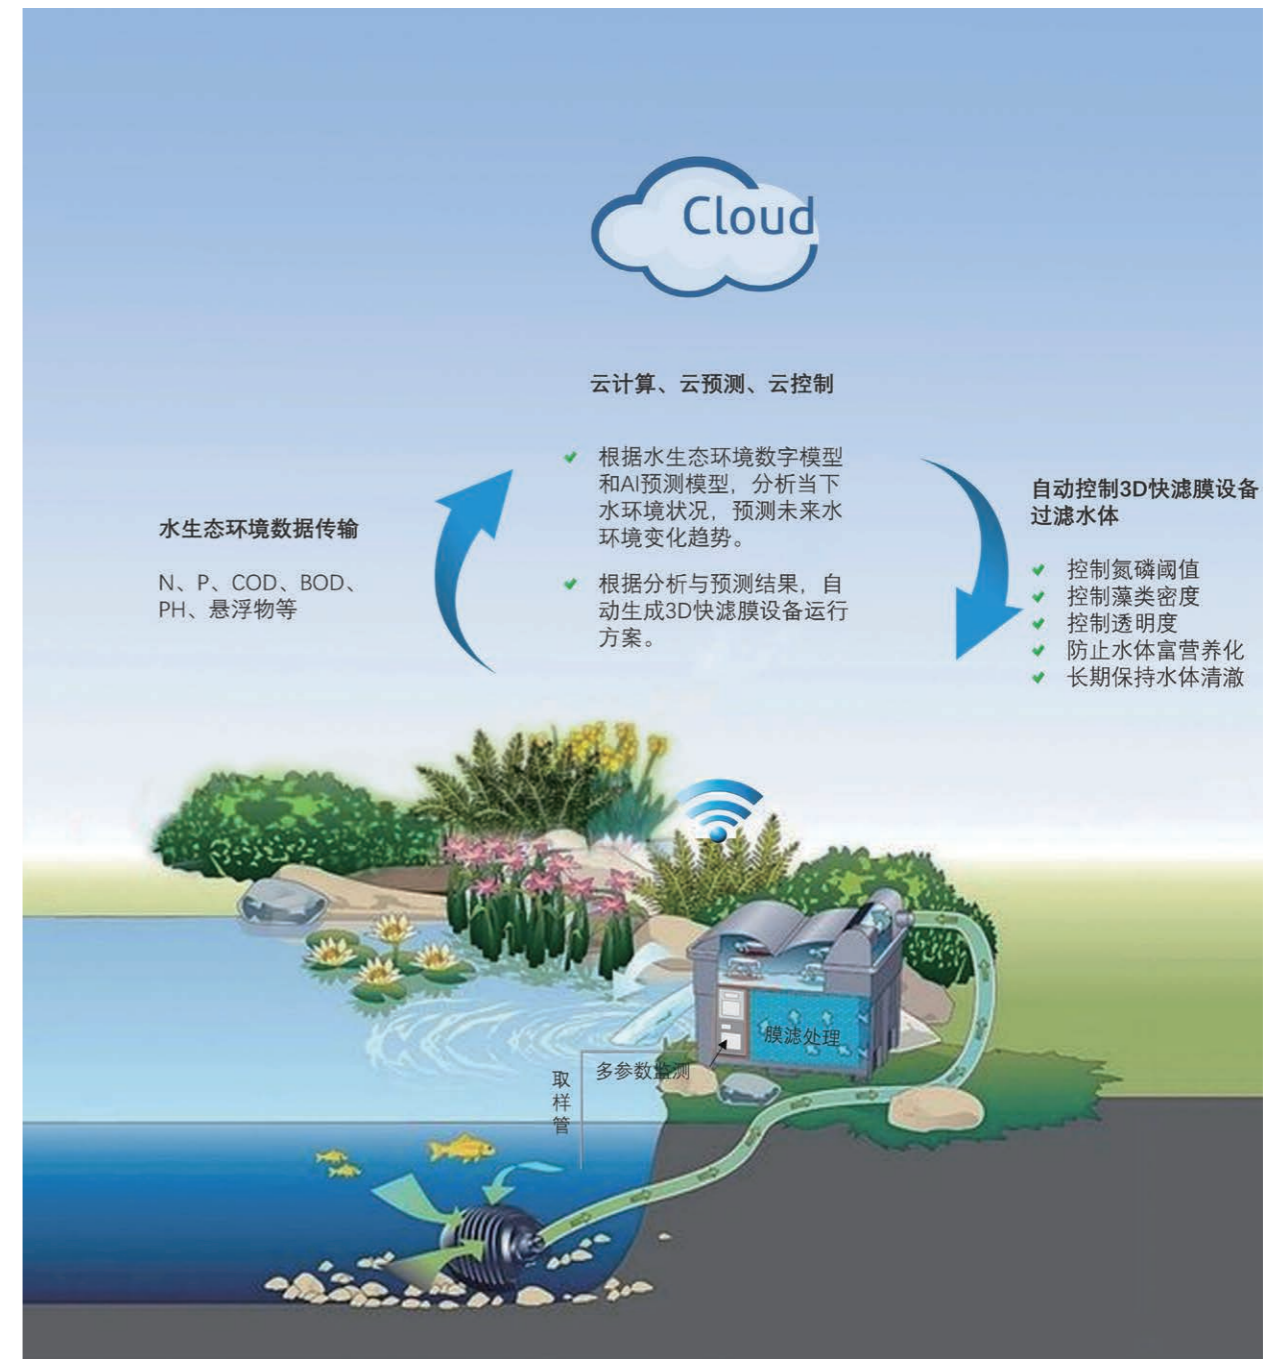 Cloud
云计算、云预测、云控制
根据水生态环境数字模型
和AI预测模型，分析当下
水环境状况，预测未来水
环境变化趋势。
根据分析与预测结果，自
动生成3D快滤膜设备运行
方案。
水生态环境数据传输
N、P、COD、BOD、
PH、悬浮物等
自动控制3D快滤膜设备
过滤水体
控制氮磷阈值
控制藻类密度
控制透明度
防止水体富营养化
长期保持水体清澈
膜滤处理
多参数监测
取
样
管